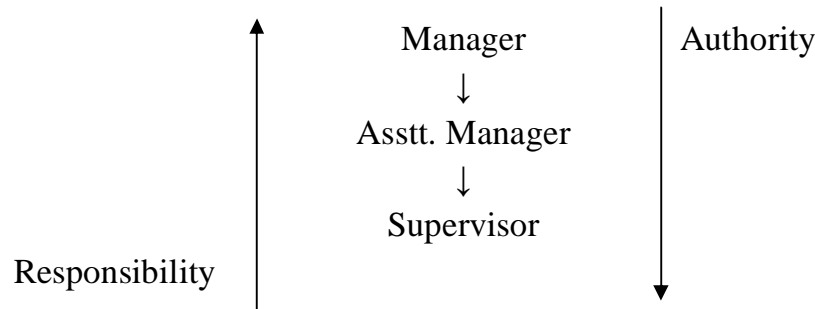 Manager Authority
↓
Asstt. Manager
↓
Supervisor
Responsibility